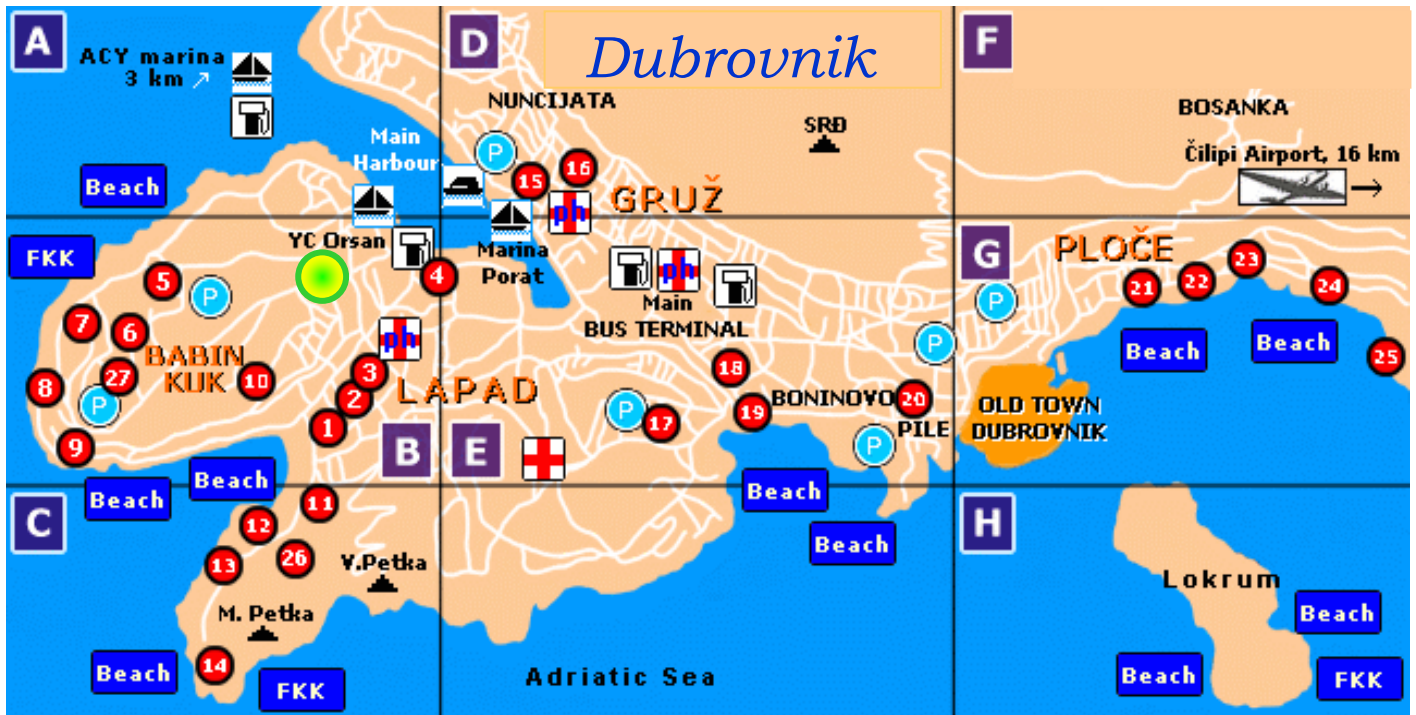 A
ACY marina
3 km ↗
D
Dubrovnik
F
NUNCIJATA
BOSANKA
SRĐ
Main
Harbour
P
Čilipi Airport, 16 km
→
Beach
15
16
GRUŽ
ph
FKK
YC Orsan
Marina
Porat
G
PLOČE
5
P
4
ph
Main
BUS TERMINAL
P
21
22
23
24
7
6
BABIN
KUK
27
10
8
P
9
ph
3
2
1
LAPAD
B
E
P
17
18
19
BONINOVO
20
P
PILE
P
OLD TOWN
DUBROVNIK
Beach
Beach
25
Beach
Beach
Beach
Beach
C
11
12
13
26
V.Petka
M. Petka
14
Beach
FKK
Adriatic Sea
H
Lokrum
Beach
Beach
FKK